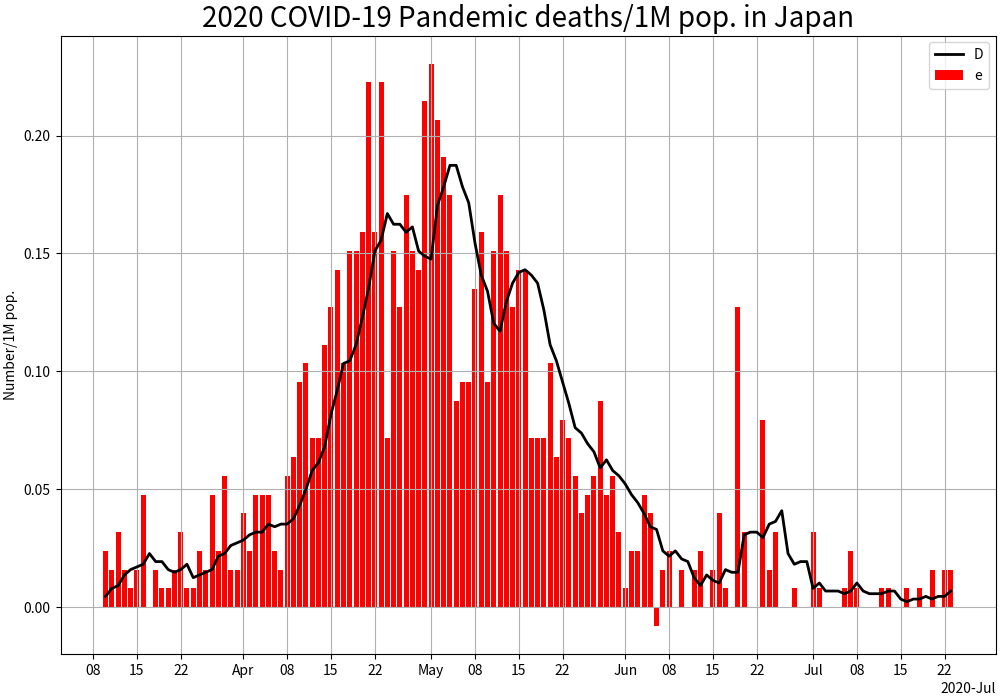 2020 COVID-19 Pandemic deaths/1M pop. in Japan
D
e
Number/1M pop.
0.20
0.15
0.10
0.05
0.00
08 15 22 Apr 08 15 22 May 08 15 22 Jun 08 15 22 Jul 08 15 22
2020-Jul